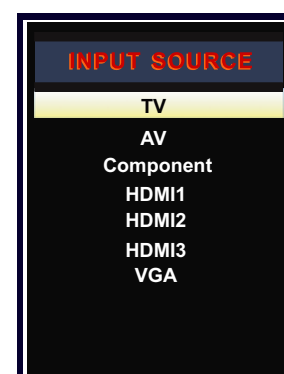 INPUT SOURCE
TV
AV
Component
HDMI1
HDMI2
HDMI3
VGA